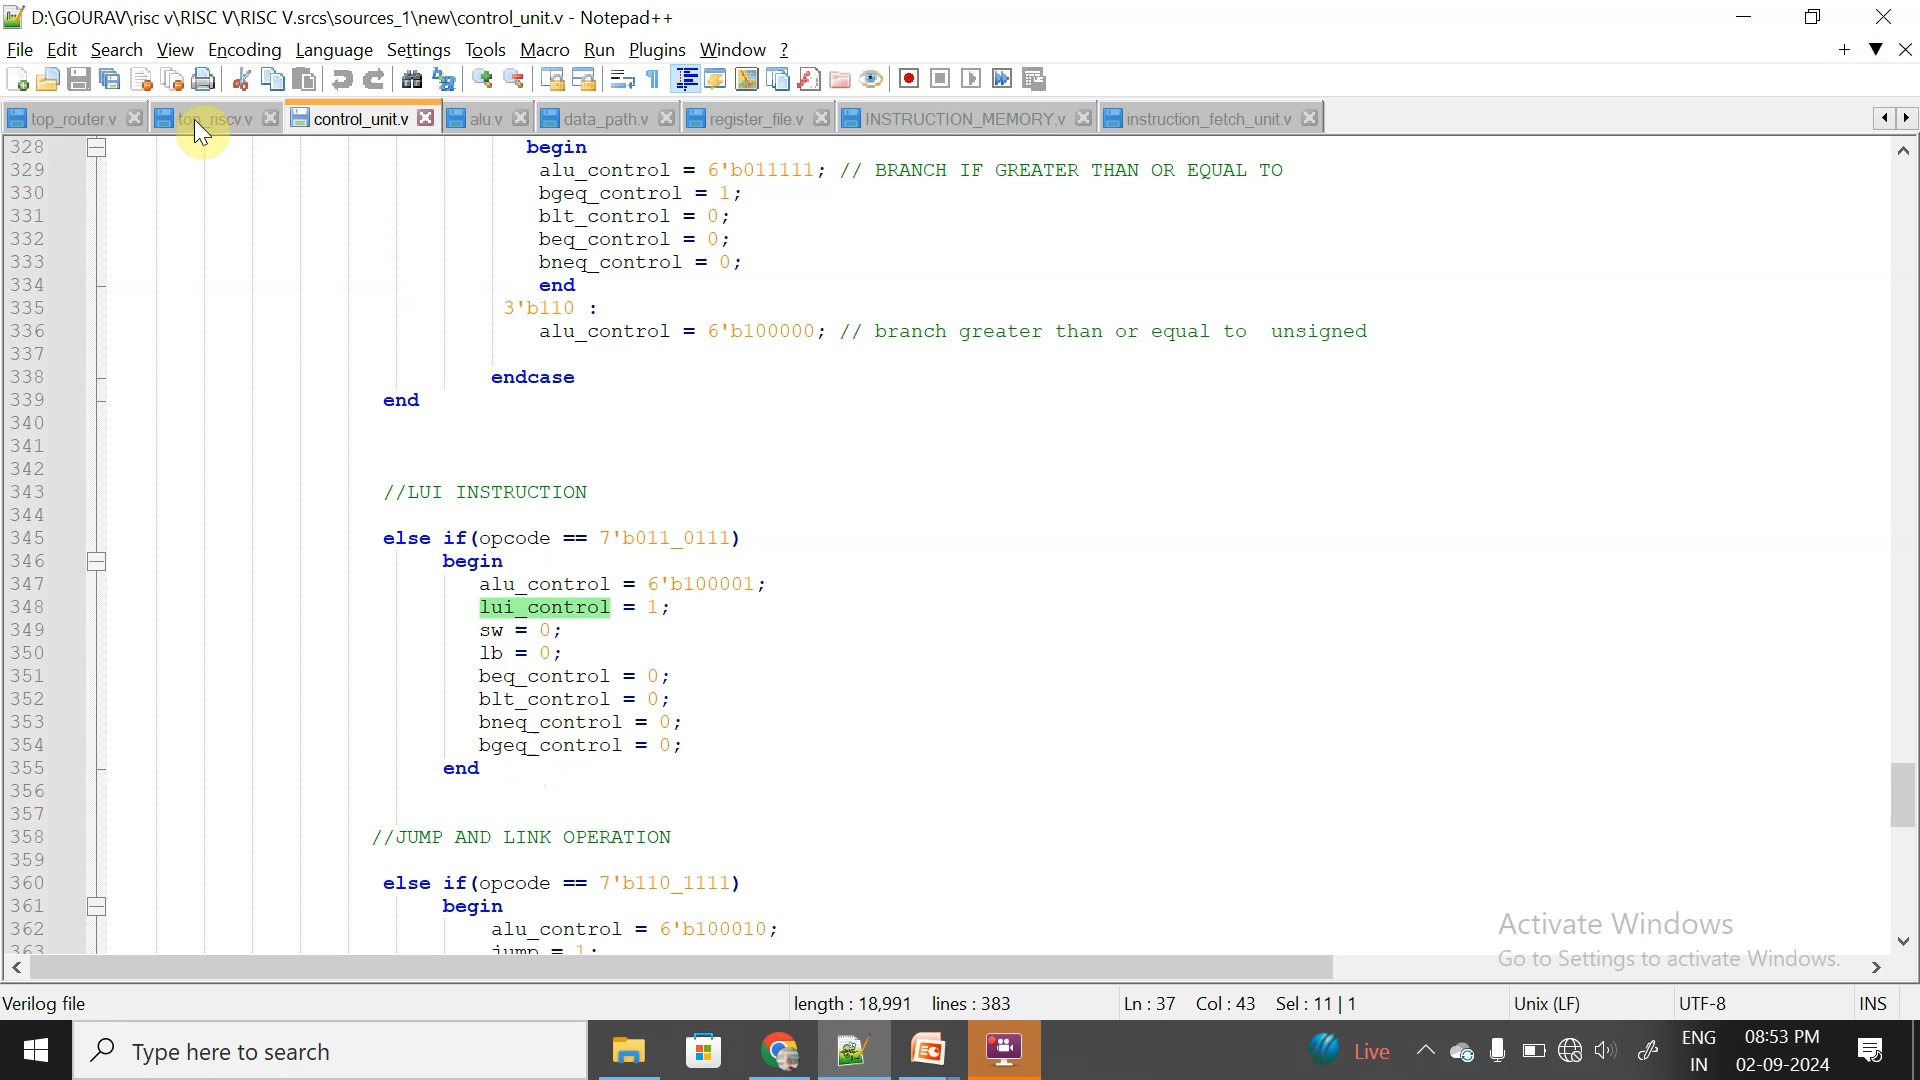 D:\GOURAV\risc v\RISC V\RISC V.srcs\sources_1\new\control_unit.v - Notepad++
File Edit Search View Encoding Language Settings Tools Macro Run Plugins Window ?
top_router.v top_riscv.v control_unit.v alu.v data_path.v register_file.v INSTRUCTION_MEMORY.v instruction_fetch_unit.v
328 begin
329 alu_control = 6'b011111; // BRANCH IF GREATER THAN OR EQUAL TO
330 bgeq_control = 1;
331 blt_control = 0;
332 beq_control = 0;
333 bneq_control = 0;
334 end
335 3'b110 :
336 alu_control = 6'b100000; // branch greater than or equal to  unsigned
337
338 endcase
339 end
340
341
342
343 //LUI INSTRUCTION
344
345 else if(opcode == 7'b011_0111)
346 begin
347 alu_control = 6'b100001;
348 lui_control = 1;
349 sw = 0;
350 lb = 0;
351 beq_control = 0;
352 blt_control = 0;
353 bneq_control = 0;
354 bgeq_control = 0;
355 end
356
357
358 //JUMP AND LINK OPERATION
359
360 else if(opcode == 7'b110_1111)
361 begin
362 alu_control = 6'b100010;
363 jump = 1;
Activate Windows
Go to Settings to activate Windows.
Verilog file length : 18,991 lines : 383 Ln : 37 Col : 43 Sel : 11 | 1 Unix (LF) UTF-8 INS
Type here to search Live ENG 08:53 PM
IN 02-09-2024